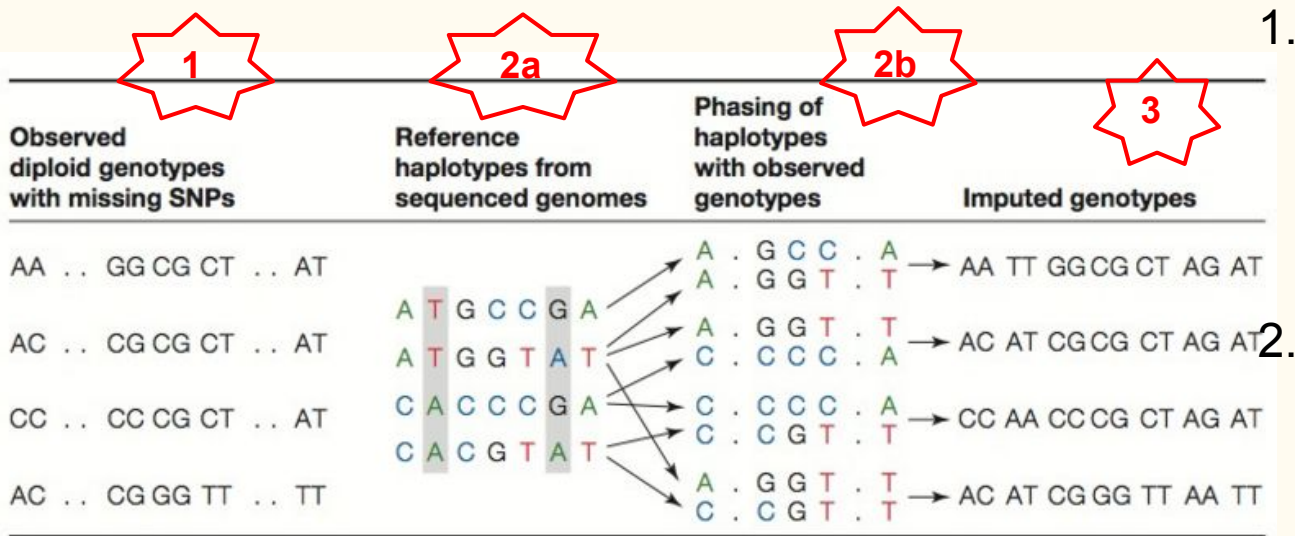 1 2a 2b 3 1.
Observed
diploid genotypes
with missing SNPs
Reference
haplotypes from
sequenced genomes
Phasing of
haplotypes
with observed
genotypes
Imputed genotypes
AA .. GG CG CT .. AT
AC .. CG CG CT .. AT
CC .. CC CG CT .. AT
AC .. CG GG TT .. TT
A T G C C G A
A T G G T A T
C A C C C G A
C A C G T A T
A . G C C . A
A . G G T . T
A . G G T . T
C . C C C . A
C . C C C . A
C . C G T . T
A . G G T . T
C . C G T . T
AA TT GG CG CT AG AT
AC AT CG CG CT AG AT
CC AA CC CG CT AG AT
AC AT CG GG TT AA TT
2.